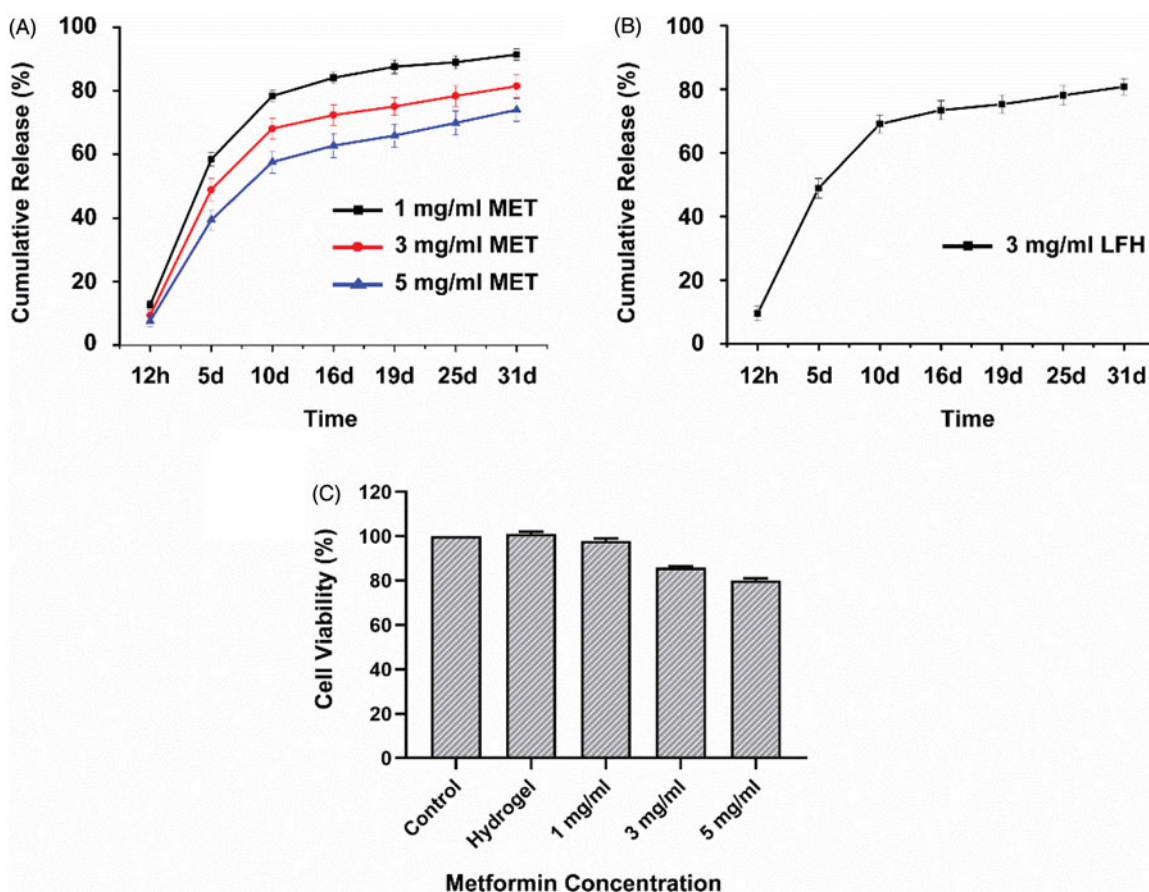 (A)
Cumulative Release (%)
100
80
60
40
20
0
1 mg/ml MET
3 mg/ml MET
5 mg/ml MET
12h 5d 10d 16d 19d 25d 31d
Time
(B)
Cumulative Release (%)
100
80
60
40
20
0
3 mg/ml LFH
12h 5d 10d 16d 19d 25d 31d
Time
(C)
Cell Viability (%)
120
100
80
60
40
20
0
Control
Hydrogel
1 mg/ml
3 mg/ml
5 mg/ml
Metformin Concentration